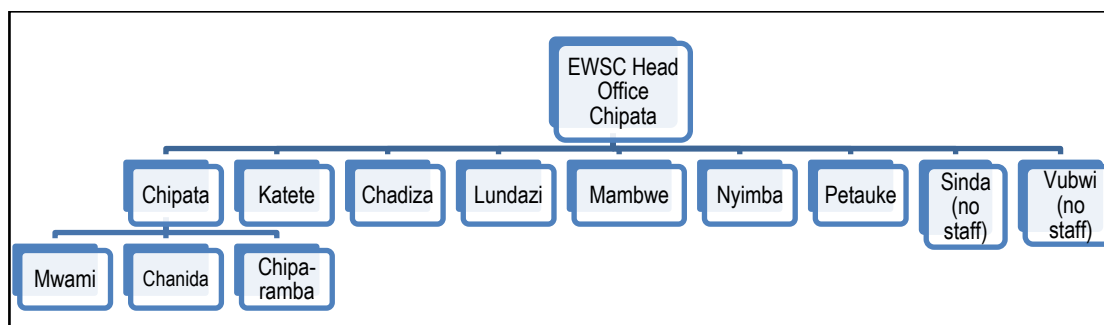 EWSC Head
Office
Chipata
Chipata
Katete
Chadiza
Lundazi
Mambwe
Nyimba
Petauke
Sinda
(no
staff)
Vubwi
(no
staff)
Mwami
Chanida
Chipa-
ramba